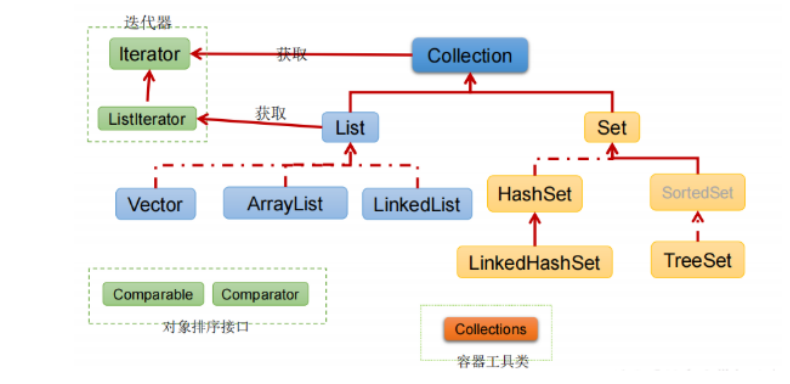 迭代器
Iterator
获取
Collection
ListIterator
获取
List
Set
Vector
ArrayList
LinkedList
HashSet
SortedSet
LinkedHashSet
TreeSet
Comparable
Comparator
对象排序接口
Collections
容器工具类